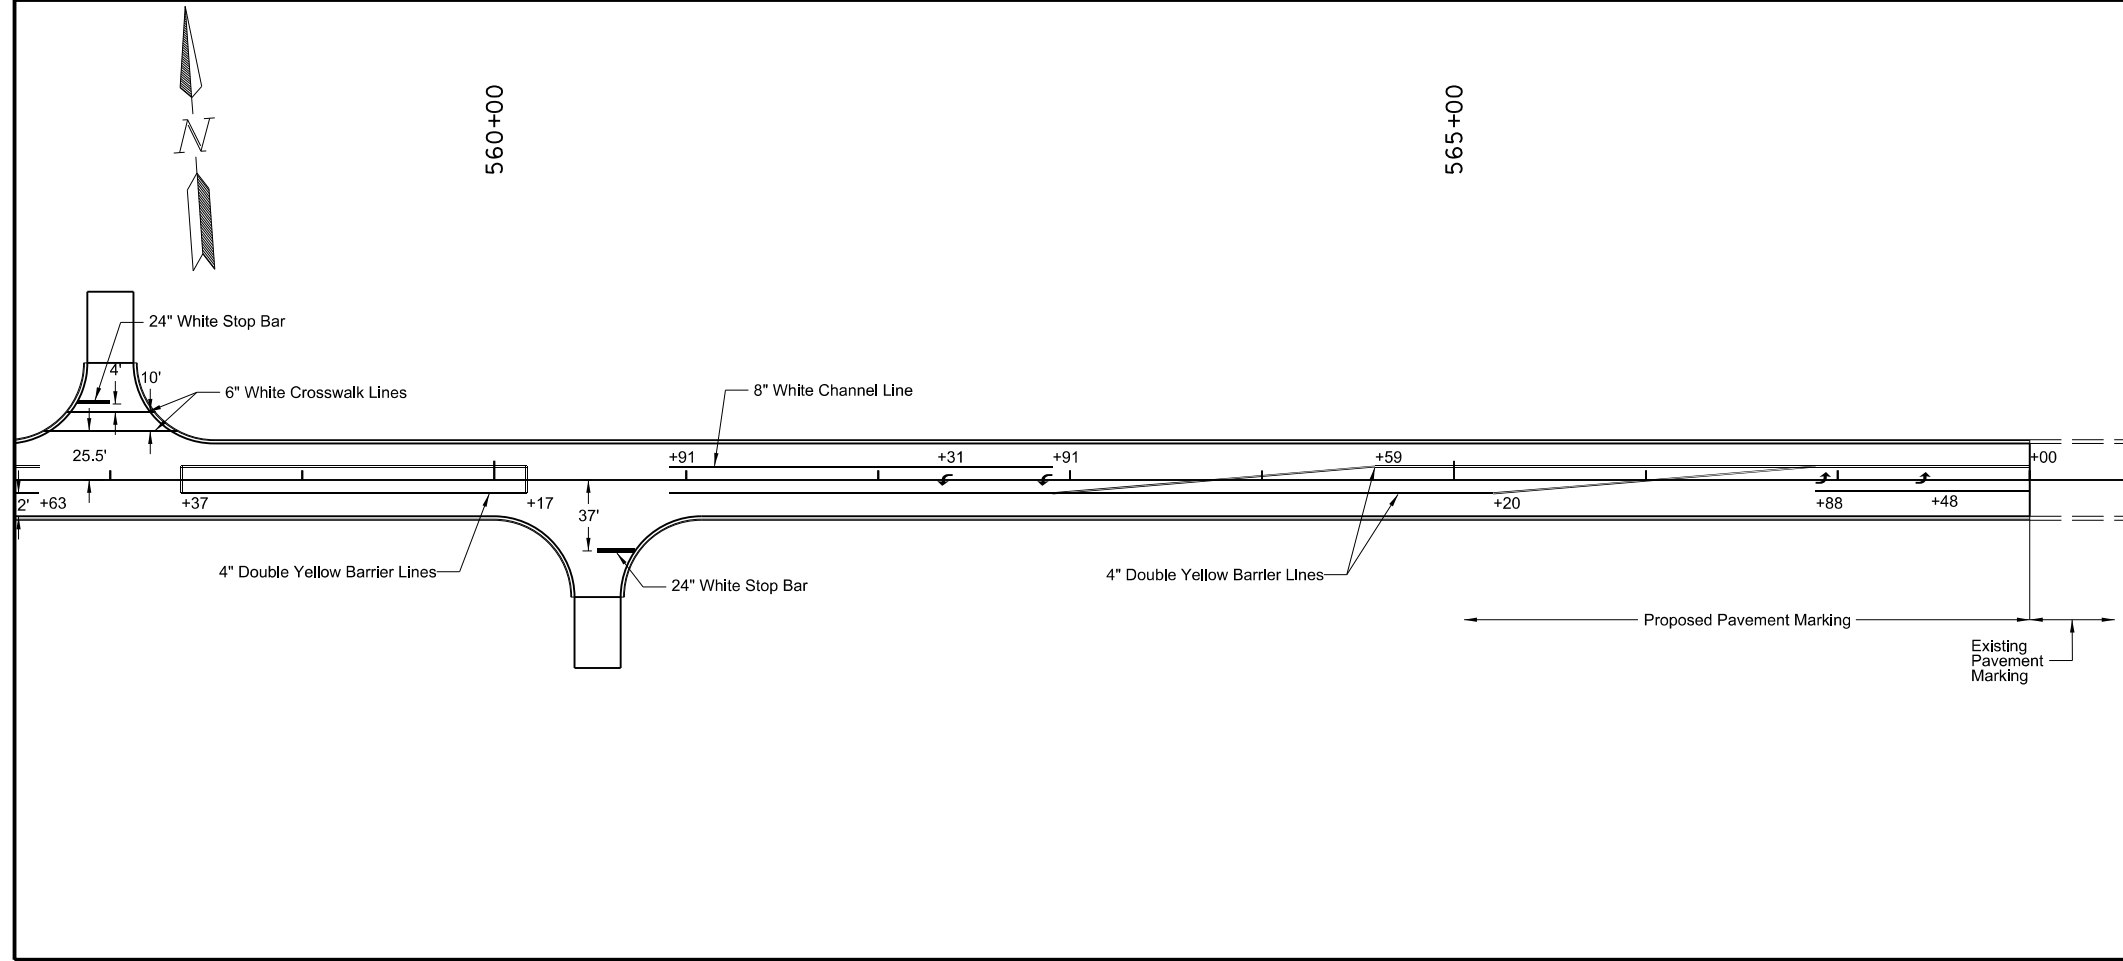 N
560+00
565+00
24" White Stop Bar
4'
10'
6" White Crosswalk Lines
8" White Channel Line
25.5'
+91
+31
+91
+59
+00
2'
+63
+37
+17
37'
+20
+88
+48
4" Double Yellow Barrier Lines
24" White Stop Bar
4" Double Yellow Barrier Lines
Proposed Pavement Marking
Existing
Pavement
Marking